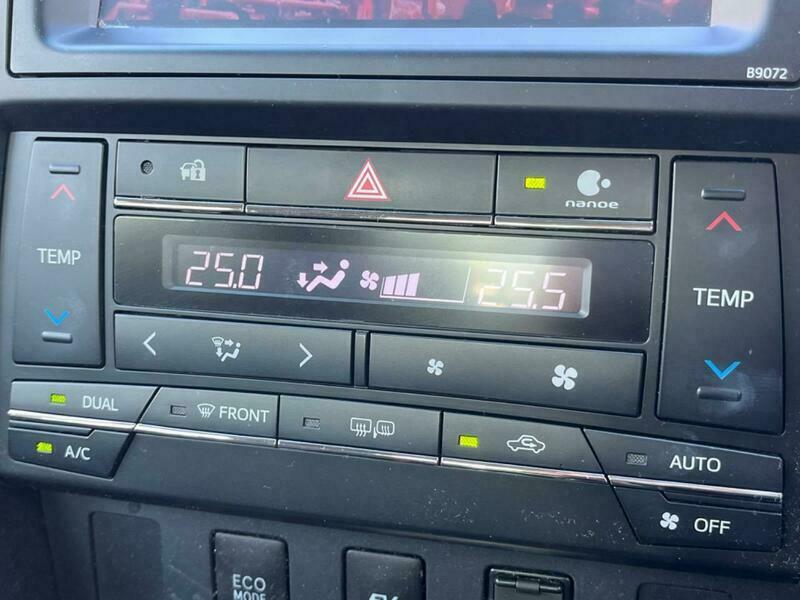 B9072
nanoe
TEMP
25.0
25.5
TEMP
DUAL
FRONT
A/C
AUTO
OFF
ECO
MODE